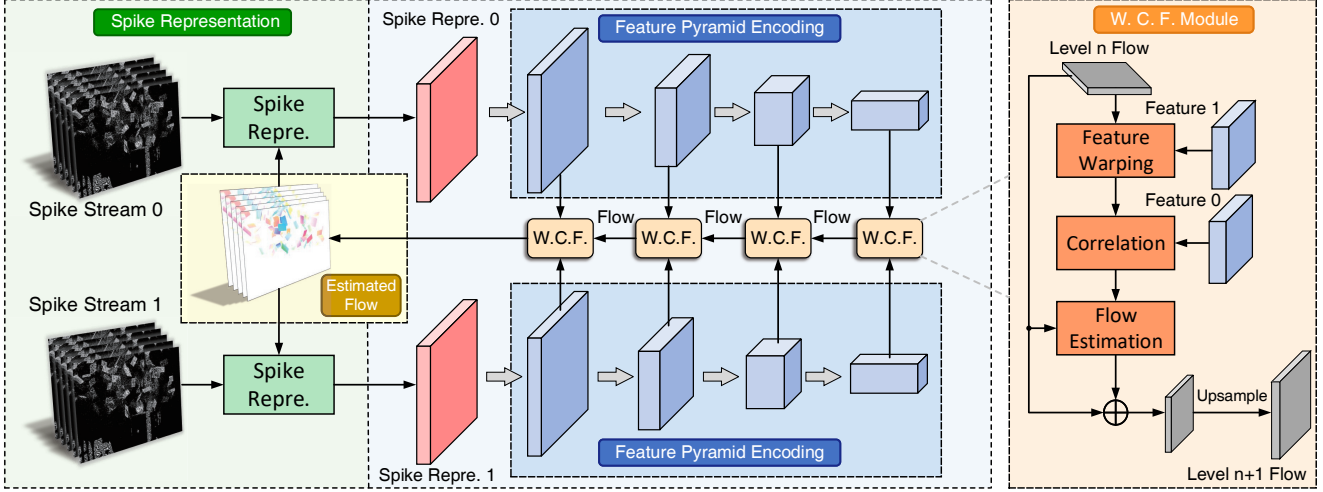 Spike Representation
Spike Stream 0
Spike
Repre.
Spike Repre. 0
Feature Pyramid Encoding
Estimated
Flow
W.C.F.
Flow
W.C.F.
Flow
W.C.F.
Flow
W.C.F.
Spike Stream 1
Spike
Repre.
Spike Repre. 1
Feature Pyramid Encoding
W. C. F. Module
Level n Flow
Feature 1
Feature
Warping
Feature 0
Correlation
Flow
Estimation
Upsample
Level n+1 Flow